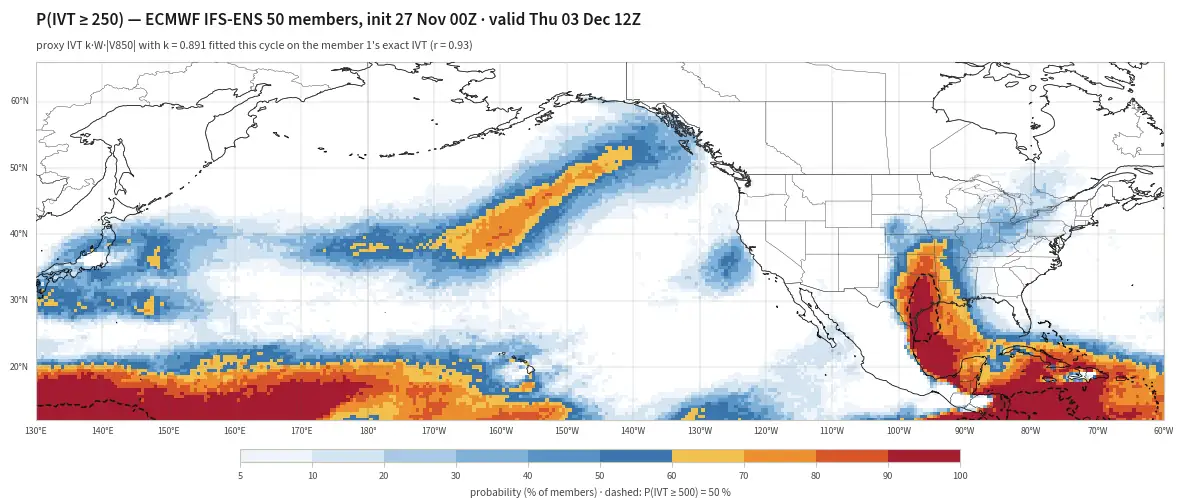 P(IVT ≥ 250) — ECMWF IFS-ENS 50 members, init 27 Nov 00Z · valid Thu 03 Dec 12Z
proxy IVT k·W·|V850| with k = 0.891 fitted this cycle on the member 1's exact IVT (r = 0.93)
60°N
50°N
40°N
30°N
20°N
130°E 140°E 150°E 160°E 170°E 180° 170°W 160°W 150°W 140°W 130°W 120°W 110°W 100°W 90°W 80°W 70°W 60°W
5 10 20 30 40 50 60 70 80 90 100
probability (% of members) · dashed: P(IVT ≥ 500) = 50 %